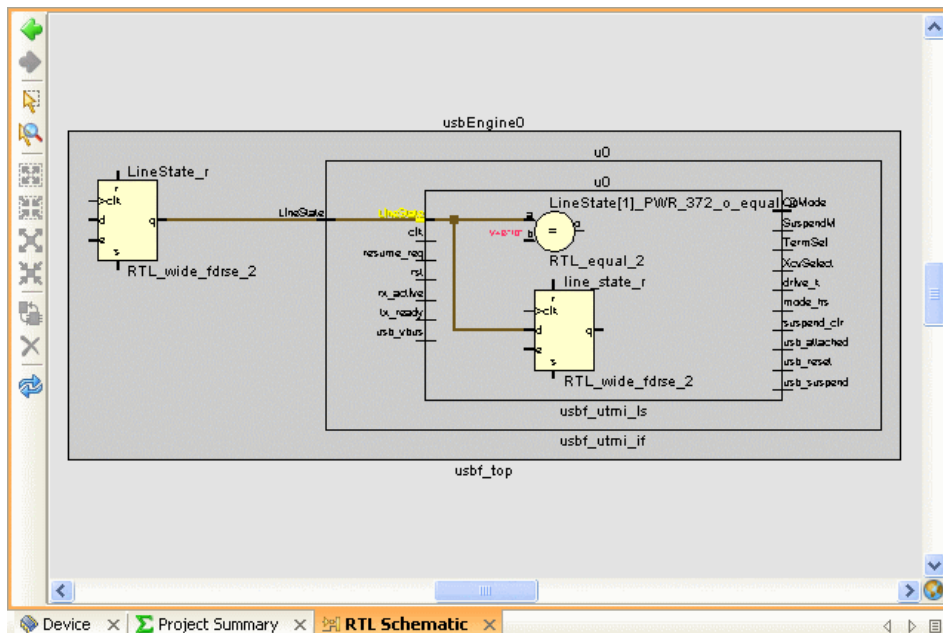 usbEngine0
u0
u0
LineState_r
r
clk
d
q
e
s
RTL_wide_fdrse_2
LineState
LineState
clk
resume_req
rst
rx_active
tx_ready
usb_vbus
LineState[1]_PWR_372_o_equal
a
b
=
o
RTL_equal_2
line_state_r
r
clk
d
q
e
s
RTL_wide_fdrse_2
OpMode
SuspendM
TermSel
XcvSelect
drive_k
mode_hs
suspend_clr
usb_attached
usb_reset
usb_suspend
usbf_utmi_ls
usbf_utmi_if
usbf_top
Device
Project Summary
RTL Schematic